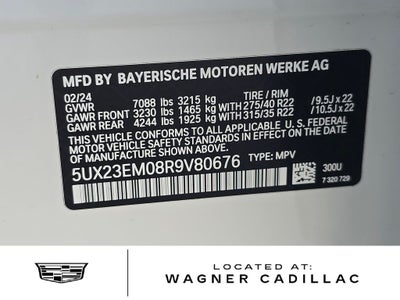 MFD BY BAYERISCHE MOTOREN WERKE AG
02/24 TIRE / RIM
GVWR 7088 lbs 3215 kg
GAWR FRONT 3230 lbs 1465 kg WITH 275/40 R22 / 9.5J x 22
GAWR REAR 4244 lbs 1925 kg WITH 315/35 R22 / 10.5J x 22
THIS VEHICLE CONFORMS TO ALL APPLICABLE
U.S. FEDERAL MOTOR VEHICLE SAFETY
STANDARDS IN EFFECT ON THE DATE OF
MANUFACTURE SHOWN ABOVE.
5UX23EM08R9V80676 TYPE: MPV
300U
7 320 729
LOCATED AT:
WAGNER CADILLAC